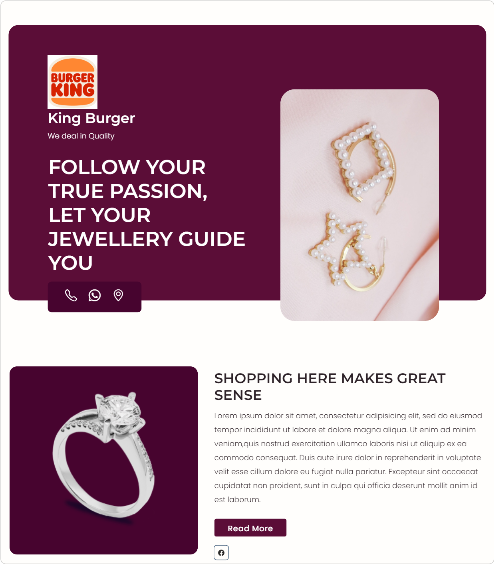 BURGER
KING
King Burger
We deal in Quality
FOLLOW YOUR
TRUE PASSION,
LET YOUR
JEWELLERY GUIDE
YOU
SHOPPING HERE MAKES GREAT
SENSE
Lorem ipsum dolor sit amet, consectetur adipisicing elit, sed do eiusmod
tempor incididunt ut labore et dolore magna aliqua. Ut enim ad minim
veniam,quis nostrud exercitation ullamco laboris nisi ut aliquip ex ea
commodo consequat. Duis aute irure dolor in reprehenderit in voluptate
velit esse cillum dolore eu fugiat nulla pariatur. Excepteur sint occaecat
cupidatat non proident, sunt in culpa qui officia deserunt mollit anim id
est laborum.
Read More